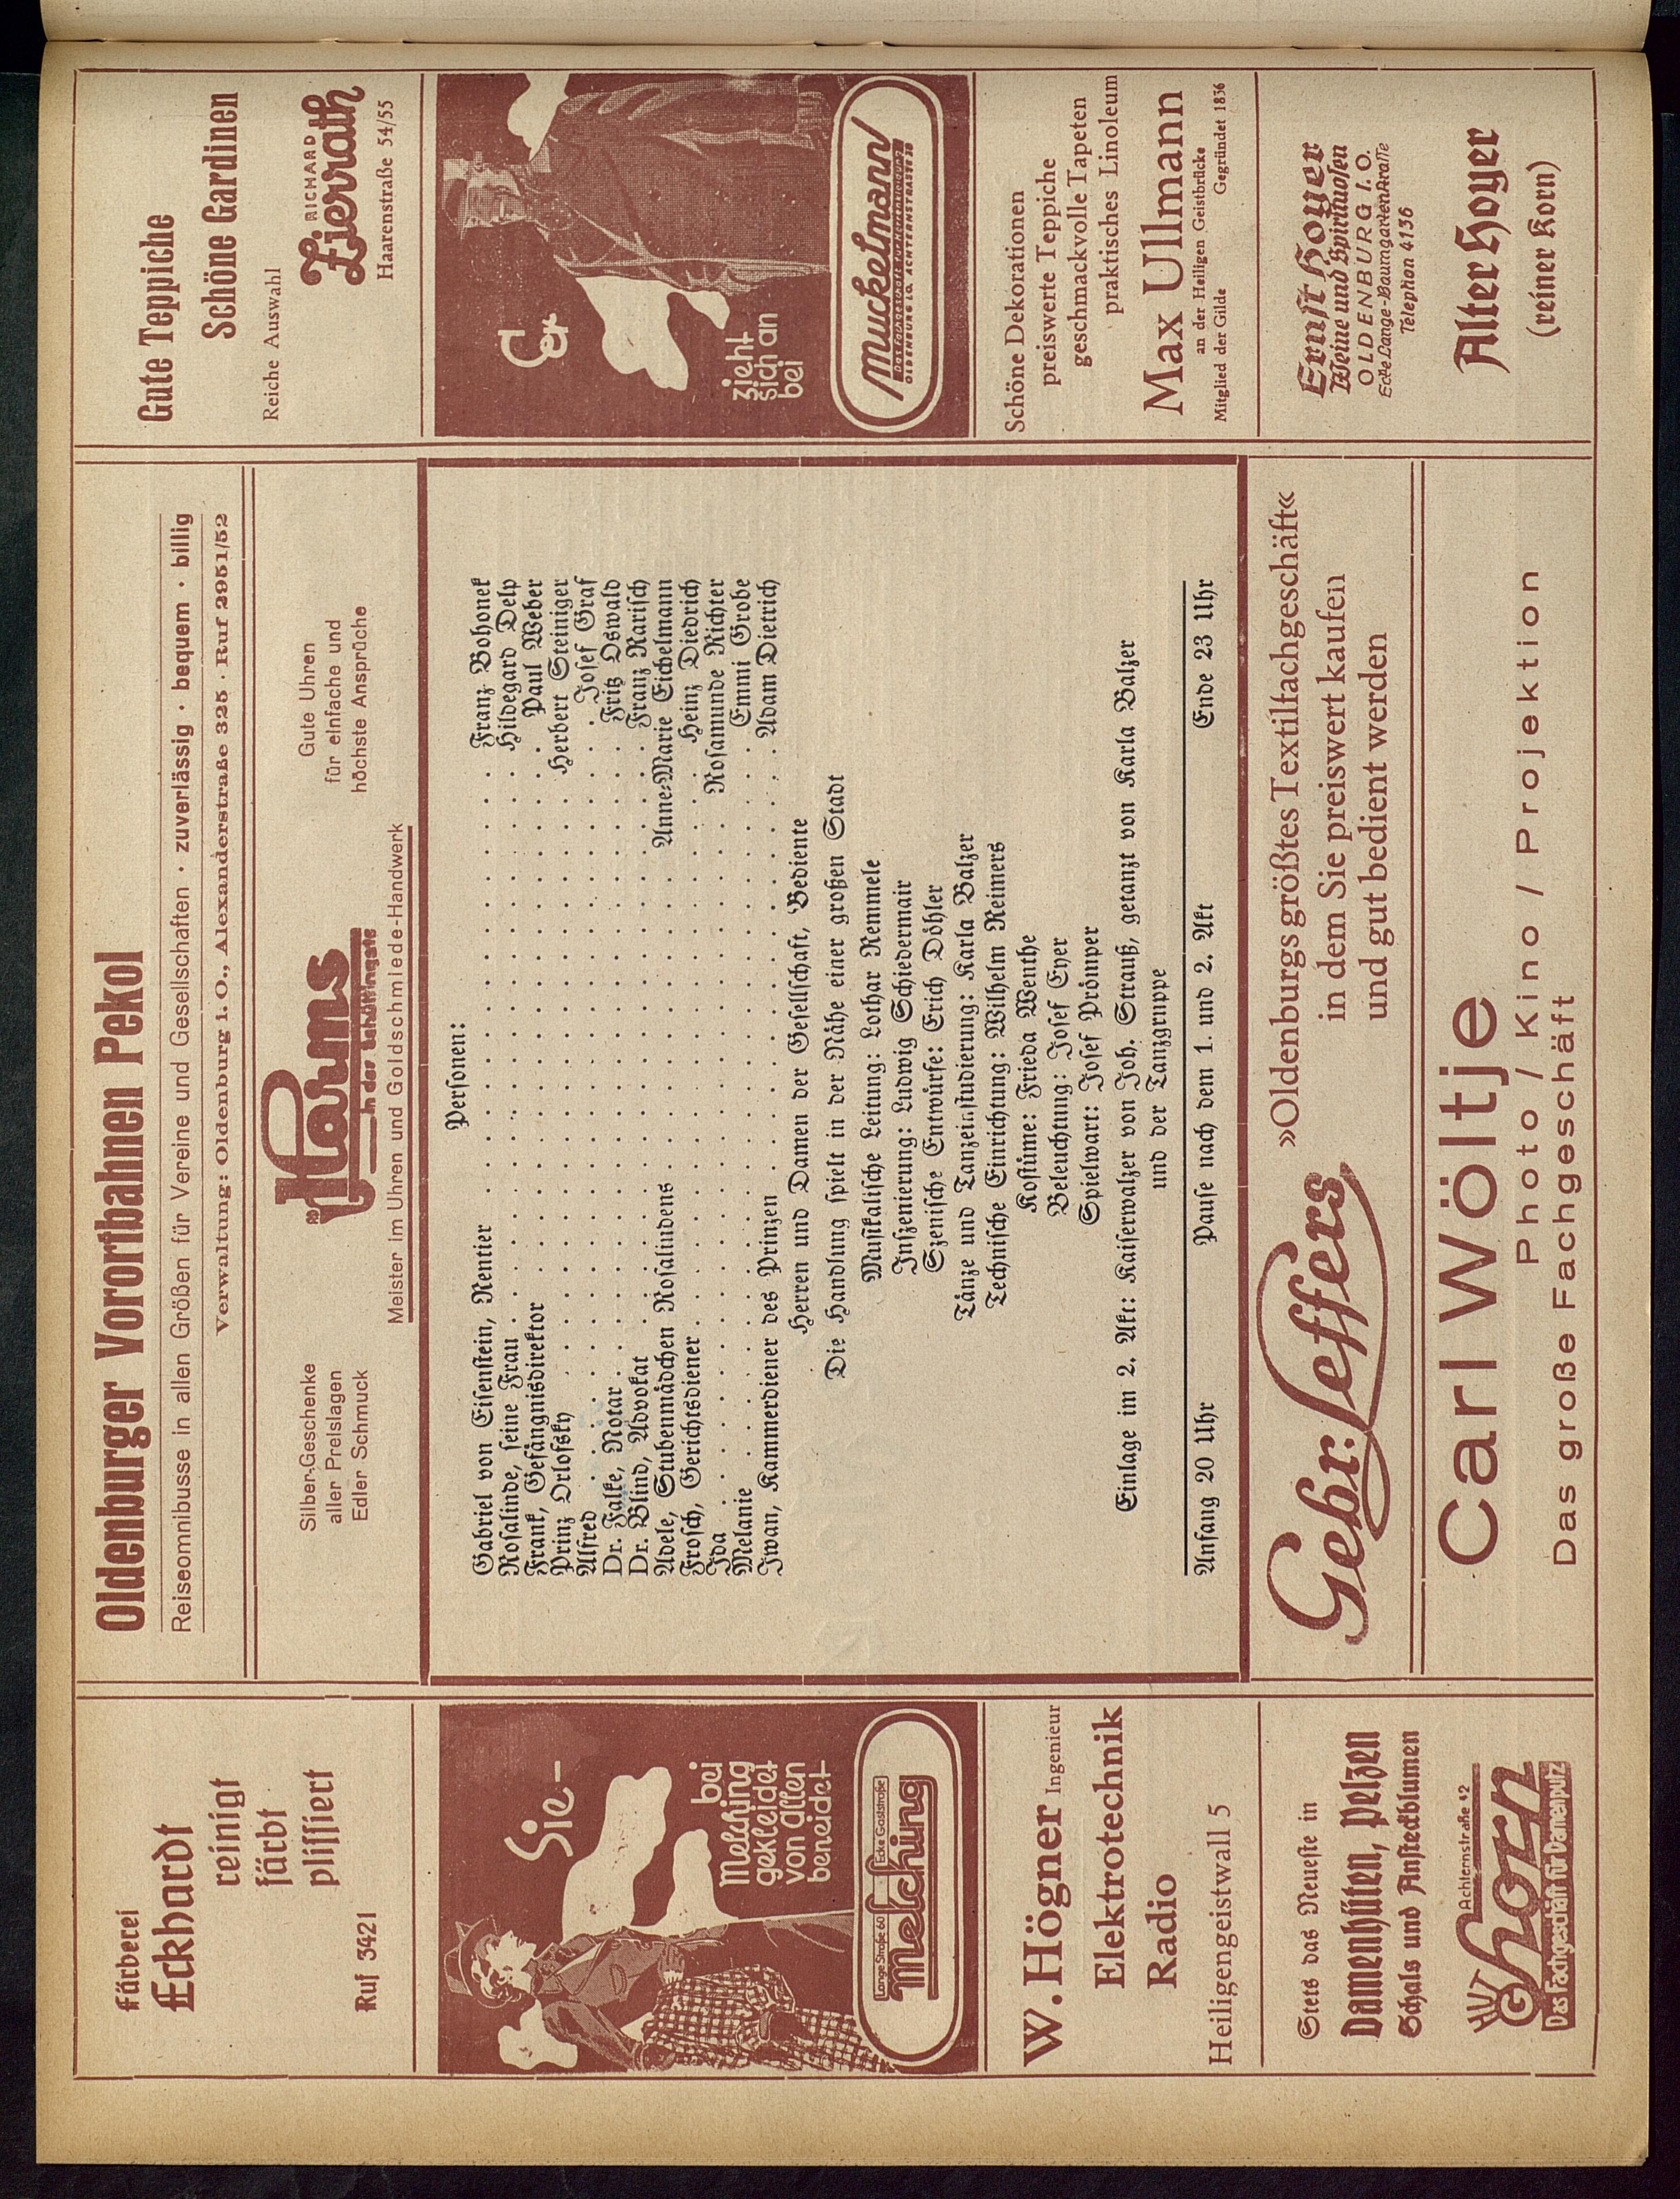 Färberei
Eckhardt
reinigt
färbt
plissiert
Ruf 3421
Sie-
bei
Melching
gekleidet
von allen
beneidet
Lange Straße 60 Ecke Gaststraße
Melching
W. Högner Ingenieur
Elektrotechnik
Radio
Heiligengeistwall 5
Stets das Neueste in
Damenhüten, Pelzen
Schals und Ansteckblumen
HUT
G Horn
Achternstraße 42
Das Fachgeschäft für Damenputz
Oldenburger Vorortbahnen Pekol
Reiseomnibusse in allen Größen für Vereine und Gesellschaften · zuverlässig · bequem · billig
Verwaltung: Oldenburg i. O., Alexanderstraße 325 · Ruf 2951/52
Silber-Geschenke
aller Preislagen
Edler Schmuck
Harms
In der Schüttingstr.
Gute Uhren
für einfache und
höchste Ansprüche
Meister im Uhren und Goldschmiede-Handwerk
Personen:
Gabriel von Eisenstein, Rentier . . . . . Franz Bohonek
Rosalinde, seine Frau . . . . . Hildegard Delp
Frank, Gefängnisdirektor . . . . . Paul Weber
Prinz Orlofsky . . . . . Herbert Steiniger
Alfred . . . . . Josef Graf
Dr. Falke, Notar . . . . . Fritz Oswald
Dr. Blind, Advokat . . . . . Franz Rarisch
Adele, Stubenmädchen Rosalindens . . . . . Anne-Marie Eichelmann
Frosch, Gerichtsdiener . . . . . Heinz Diedrich
Ida . . . . . Rosamunde Richter
Melanie . . . . . Emmi Grobe
Iwan, Kammerdiener des Prinzen . . . . . Adam Dietrich
Herren und Damen der Gesellschaft, Bediente
Die Handlung spielt in der Nähe einer großen Stadt
Musikalische Leitung: Lothar Remmele
Inszenierung: Ludwig Schiedermair
Szenische Entwürfe: Erich Döhler
Tänze und Tanzeinstudierung: Karla Balzer
Technische Einrichtung: Wilhelm Reimers
Kostüme: Frieda Wenthe
Beleuchtung: Josef Eyer
Spielwart: Josef Prömper
Einlage im 2. Akt: Kaiserwalzer von Joh. Strauß, getanzt von Karla Balzer
und der Tanzgruppe
Anfang 20 Uhr Pause nach dem 1. und 2. Akt Ende 23 Uhr
Gebr. Leffers
»Oldenburgs größtes Textilfachgeschäft«
in dem Sie preiswert kaufen
und gut bedient werden
Carl Wöltje
Photo / Kino / Projektion
Das große Fachgeschäft
Gute Teppiche
Schöne Gardinen
Reiche Auswahl
RICHARD
Zierrath
Haarenstraße 54/55
Er
zieht
sich an
bei
Muckelmann
OLDENBURG I.O. ACHTERNSTRASSE 38
Schöne Dekorationen
preiswerte Teppiche
geschmackvolle Tapeten
praktisches Linoleum
Max Ullmann
an der Heiligen Geistbrücke
Mitglied der Gilde Gegründet 1836
Ernst Hoyer
Weine und Spirituosen
OLDENBURG I. O.
Ecke Lange-Baumgartenstraße
Telephon 4136
Alter Hoyer
(reiner Korn)